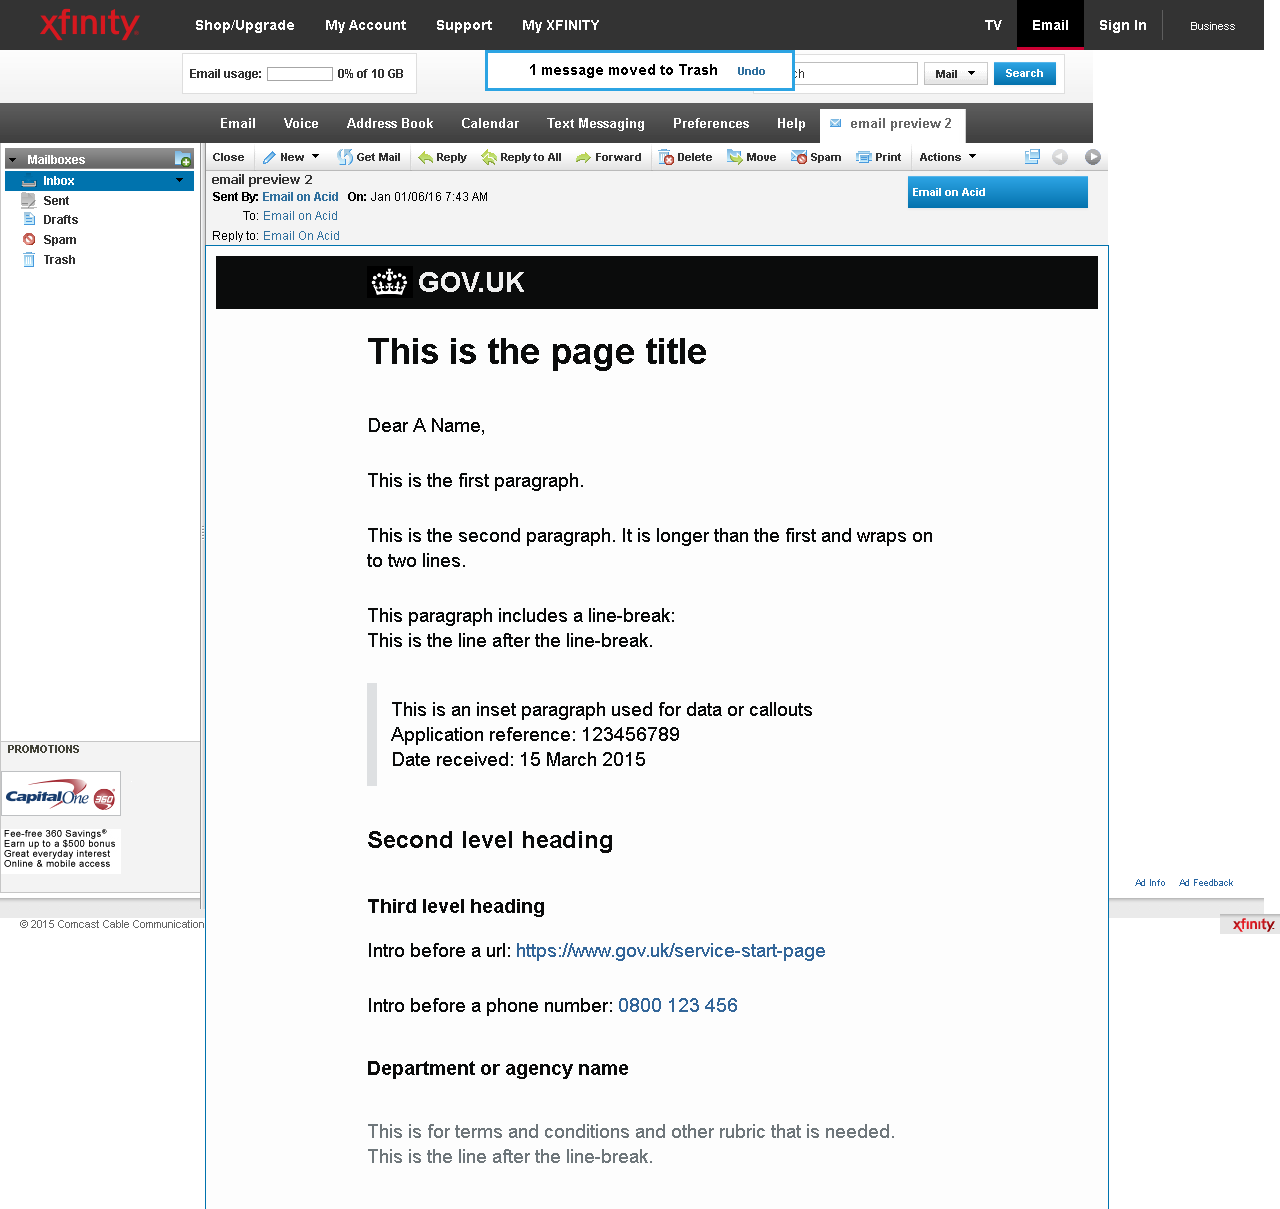 xfinity
Shop/Upgrade My Account Support My XFINITY TV Email Sign In Business
Email usage: 0% of 10 GB
1 message moved to Trash Undo
Mail Search
Email Voice Address Book Calendar Text Messaging Preferences Help email preview 2
Mailboxes
Inbox
Sent
Drafts
Spam
Trash
Close New Get Mail Reply Reply to All Forward Delete Move Spam Print Actions
email preview 2
Sent By: Email on Acid On: Jan 01/06/16 7:43 AM
To: Email on Acid
Reply to: Email On Acid
Email on Acid
GOV.UK
This is the page title
Dear A Name,
This is the first paragraph.
This is the second paragraph. It is longer than the first and wraps on
to two lines.
This paragraph includes a line-break:
This is the line after the line-break.
This is an inset paragraph used for data or callouts
Application reference: 123456789
Date received: 15 March 2015
Second level heading
Third level heading
Intro before a url: https://www.gov.uk/service-start-page
Intro before a phone number: 0800 123 456
Department or agency name
This is for terms and conditions and other rubric that is needed.
This is the line after the line-break.
PROMOTIONS
Capital One 360
Fee-free 360 Savings®
Earn up to a $500 bonus
Great everyday interest
Online & mobile access
Ad Info Ad Feedback
© 2015 Comcast Cable Communication
xfinity